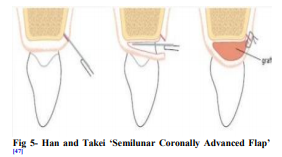 graft
Fig 5- Han and Takei ‘Semilunar Coronally Advanced Flap’
[47]